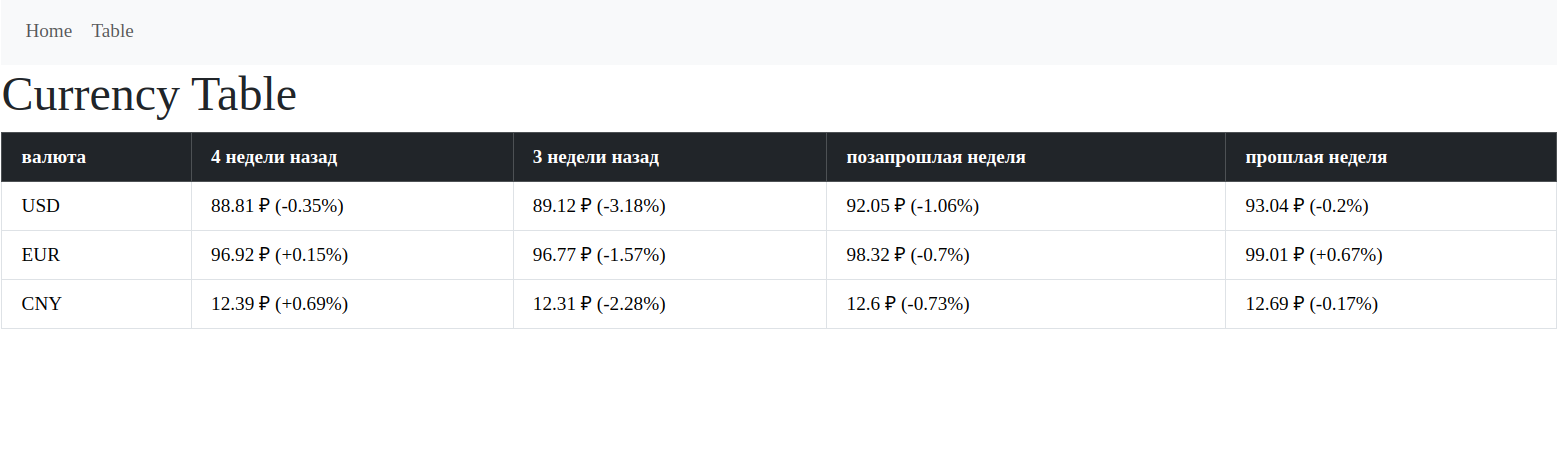 Home Table
Currency Table
валюта 4 недели назад 3 недели назад позапрошлая неделя прошлая неделя
USD 88.81 ₽ (-0.35%) 89.12 ₽ (-3.18%) 92.05 ₽ (-1.06%) 93.04 ₽ (-0.2%)
EUR 96.92 ₽ (+0.15%) 96.77 ₽ (-1.57%) 98.32 ₽ (-0.7%) 99.01 ₽ (+0.67%)
CNY 12.39 ₽ (+0.69%) 12.31 ₽ (-2.28%) 12.6 ₽ (-0.73%) 12.69 ₽ (-0.17%)